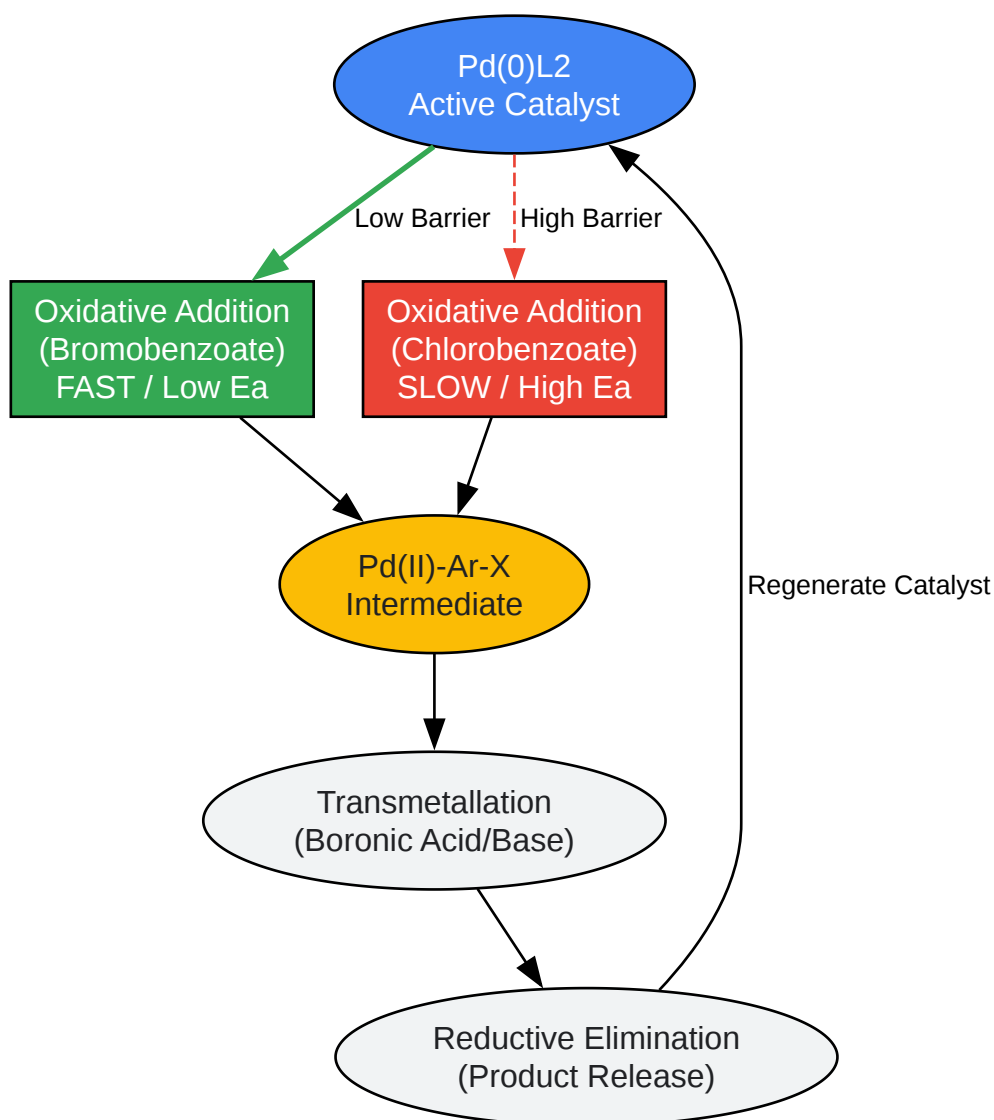 Pd(0)L2
Active Catalyst
Low Barrier
High Barrier
Oxidative Addition
(Bromobenzoate)
FAST / Low Ea
Oxidative Addition
(Chlorobenzoate)
SLOW / High Ea
Pd(II)-Ar-X
Intermediate
Regenerate Catalyst
Transmetallation
(Boronic Acid/Base)
Reductive Elimination
(Product Release)